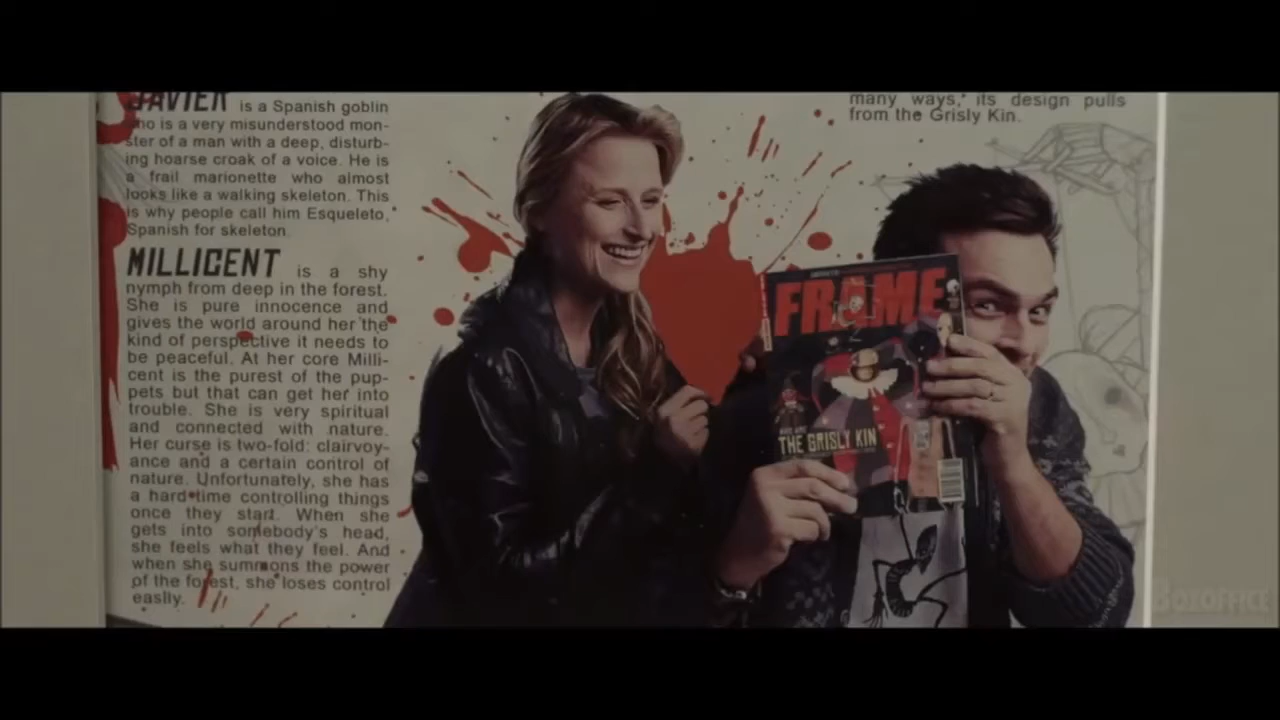 JAVIER is a Spanish goblin
who is a very misunderstood mon-
ster of a man with a deep, disturb-
ing hoarse croak of a voice. He is
a frail marionette who almost
looks like a walking skeleton. This
is why people call him Esqueleto,
Spanish for skeleton.
MILLICENT is a shy
nymph from deep in the forest.
She is pure innocence and
gives the world around her the
kind of perspective it needs to
be peaceful. At her core Milli-
cent is the purest of the pup-
pets but that can get her into
trouble. She is very spiritual
and connected with nature.
Her curse is two-fold: clairvoy-
ance and a certain control of
nature. Unfortunately, she has
a hard time controlling things
once they start. When she
gets into somebody's head,
she feels what they feel. And
when she summons the power
of the forest, she loses control
easily.
many ways, its design pulls
from the Grisly Kin.
FRAME
THE GRISLY KIN
BOXOFFICE